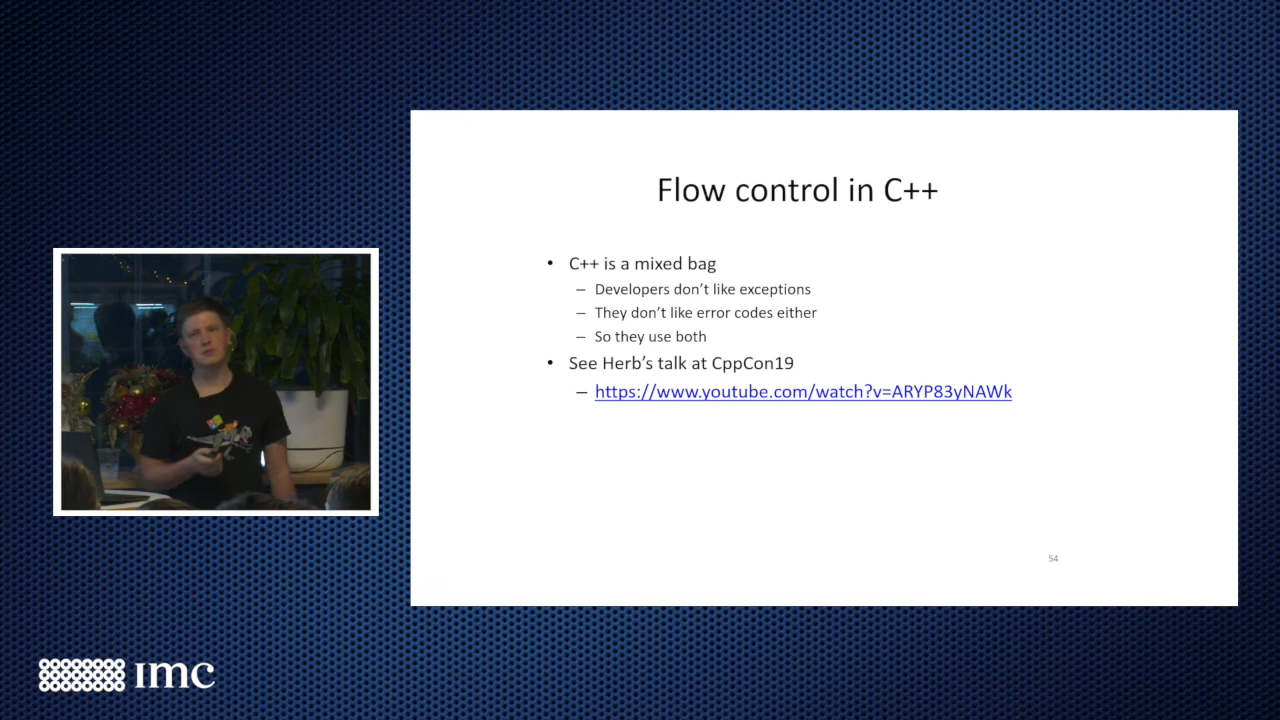 Flow control in C++
• C++ is a mixed bag
– Developers don’t like exceptions
– They don’t like error codes either
– So they use both
• See Herb’s talk at CppCon19
– https://www.youtube.com/watch?v=ARYP83yNAWk
54
imc